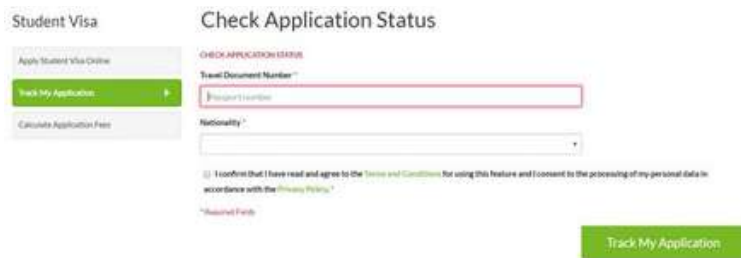 Student Visa
Apply Student Visa Online
Track My Application
Calculate Application Fees
Check Application Status
CHECK APPLICATION STATUS
Travel Document Number *
Passport number
Nationality *
I confirm that I have read and agree to the Terms and Conditions for using this feature and I consent to the processing of my personal data in
accordance with the Privacy Policy. *
* Required Fields
Track My Application